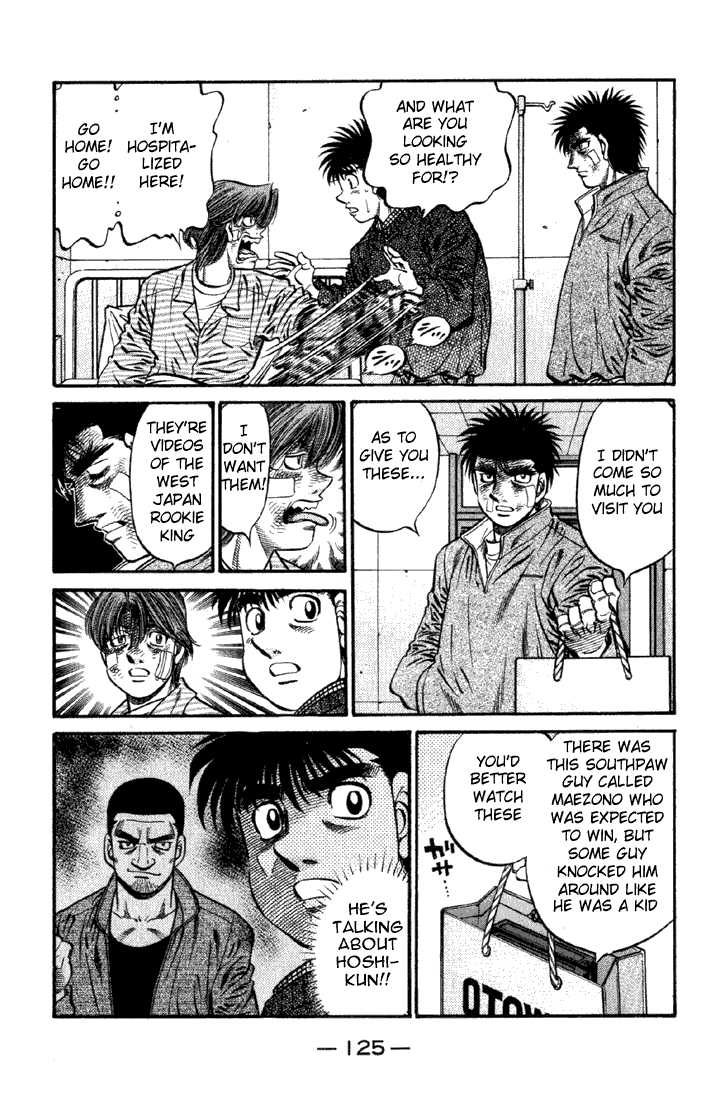 AND WHAT
ARE YOU
LOOKING
SO HEALTHY
FOR!?
I'M
HOSPITA-
LIZED
HERE!
GO
HOME!
GO
HOME!!
I DIDN'T
COME SO
MUCH TO
VISIT YOU
AS TO
GIVE YOU
THESE...
I
DON'T
WANT
THEM!
THEY'RE
VIDEOS
OF THE
WEST
JAPAN
ROOKIE
KING
THERE WAS
THIS SOUTHPAW
GUY CALLED
MAEZONO WHO
WAS EXPECTED
TO WIN, BUT
SOME GUY
KNOCKED HIM
AROUND LIKE
HE WAS A KID
YOU'D
BETTER
WATCH
THESE
ガサ…
OTOW
HE'S
TALKING
ABOUT
HOSHI-
KUN!!
— 125 —